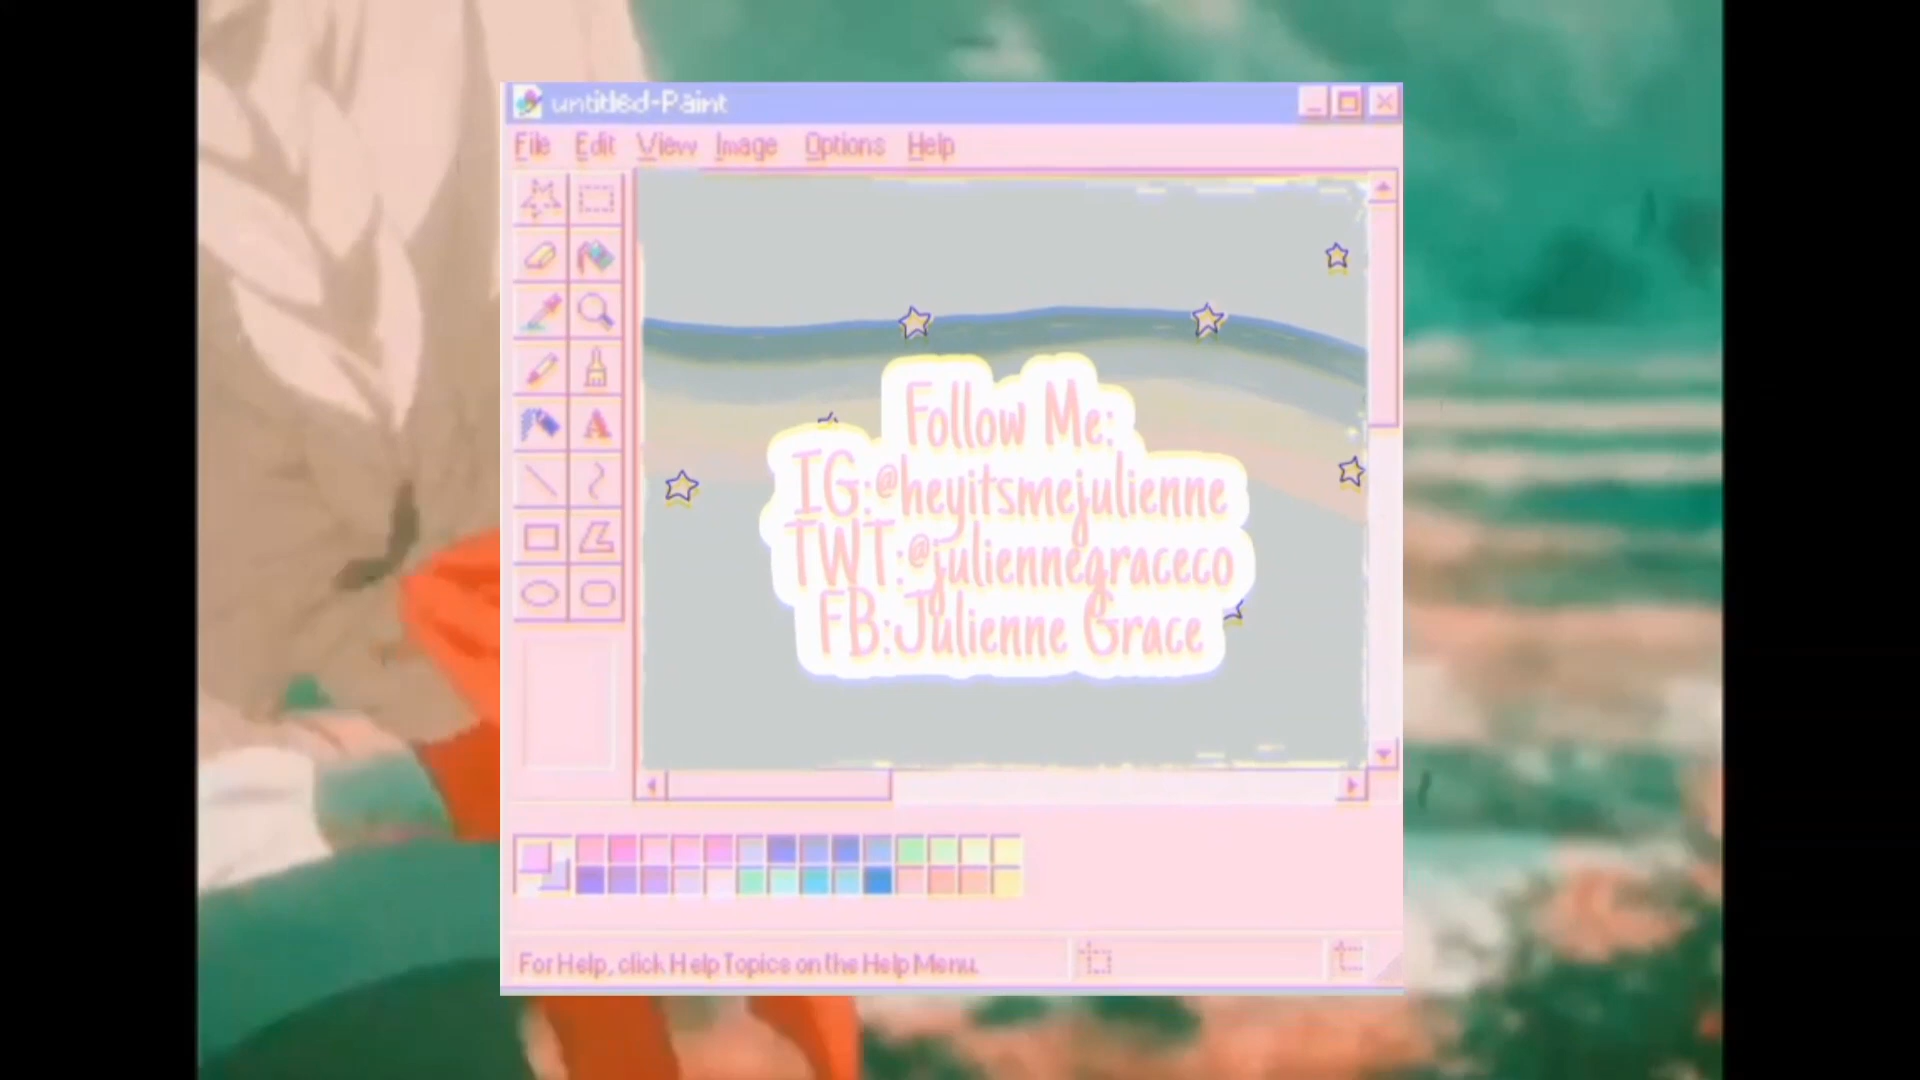 untitled-Paint
File Edit View Image Options Help
Follow Me:
IG:@heyitsmejulienne
TWT:@juliennegraceco
FB:Julienne Grace
For Help, click Help Topics on the Help Menu.